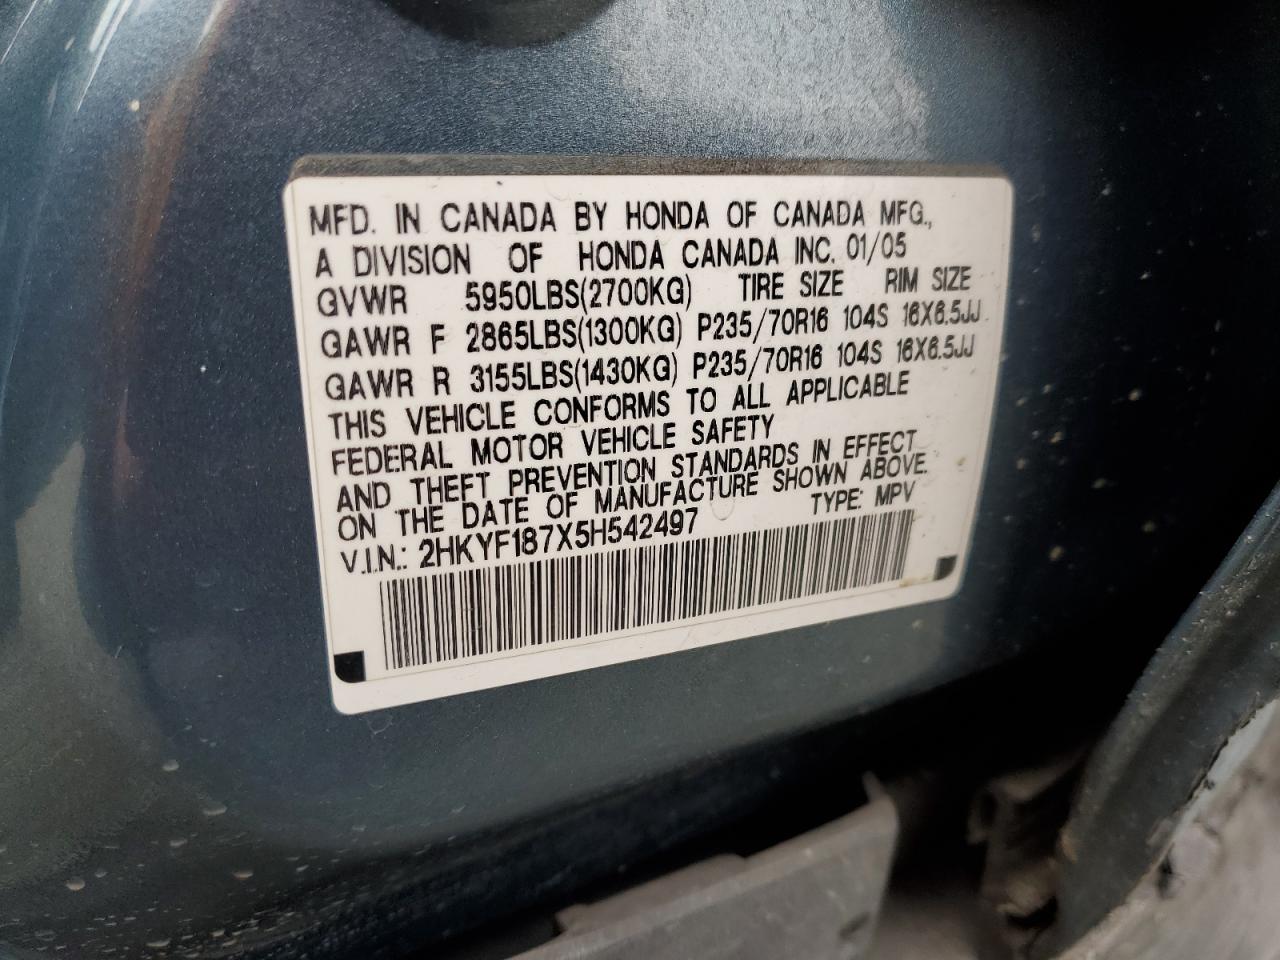 MFD. IN CANADA BY HONDA OF CANADA MFG.,
A DIVISION OF HONDA CANADA INC. 01/05
GVWR 5950LBS(2700KG) TIRE SIZE RIM SIZE
GAWR F 2865LBS(1300KG) P235/70R16 104S 16X6.5JJ
GAWR R 3155LBS(1430KG) P235/70R16 104S 16X6.5JJ
THIS VEHICLE CONFORMS TO ALL APPLICABLE
FEDERAL MOTOR VEHICLE SAFETY
AND THEFT PREVENTION STANDARDS IN EFFECT
ON THE DATE OF MANUFACTURE SHOWN ABOVE.
V.I.N.: 2HKYF187X5H542497 TYPE: MPV